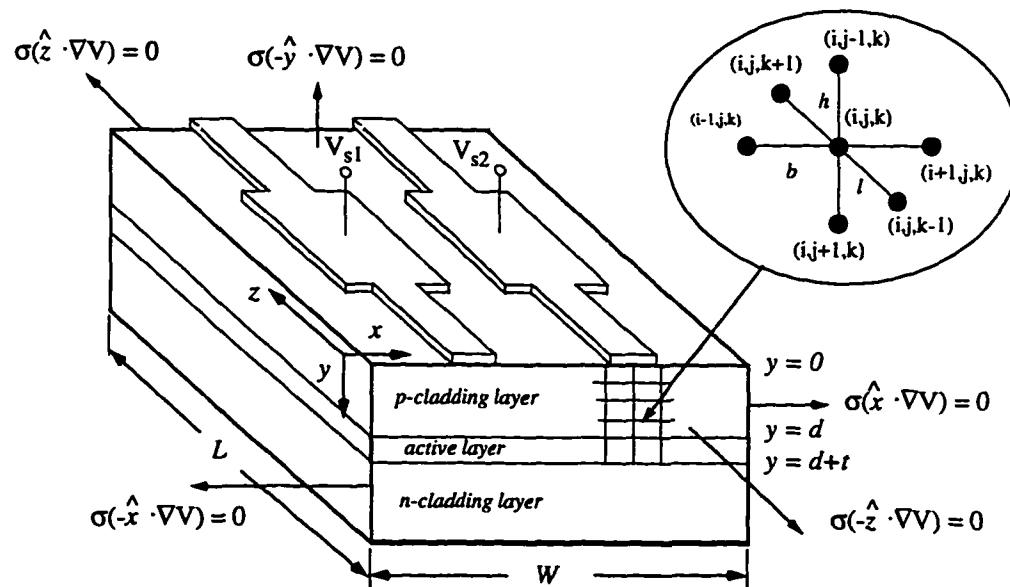 σ(ẑ ·∇V) = 0
σ(-ŷ ·∇V) = 0
V_s1
V_s2
(i,j-1,k)
(i,j,k+1)
h
(i,j,k)
(i-1,j,k)
b
l
(i+1,j,k)
(i,j,k-1)
(i,j+1,k)
z
x
y
y = 0
p-cladding layer
σ(x̂ ·∇V) = 0
y = d
active layer
y = d+t
L
n-cladding layer
σ(-x̂ ·∇V) = 0
σ(-ẑ ·∇V) = 0
W